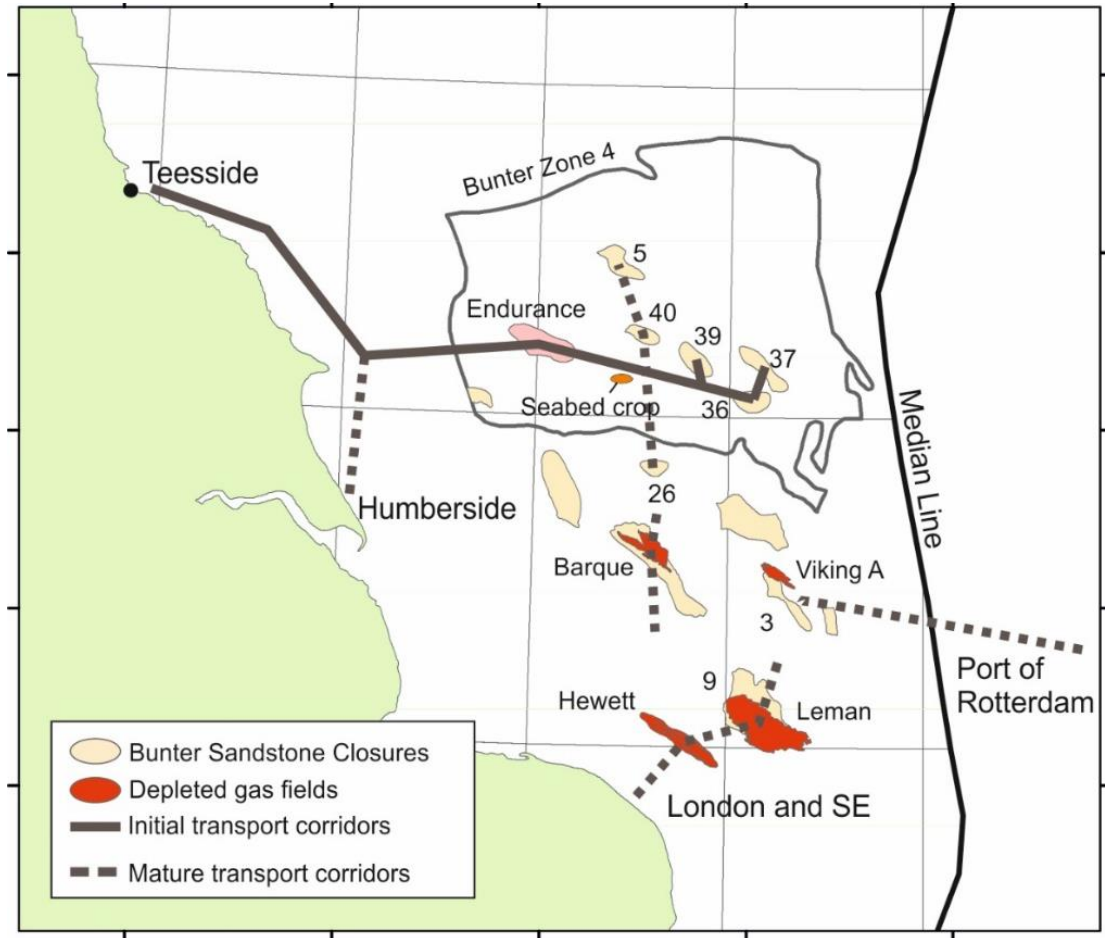 Teesside
Bunter Zone 4
5
Endurance
40
39
37
Seabed crop
36
Median Line
26
Humberside
Barque
Viking A
3
Port of
Rotterdam
9
Hewett
Leman
London and SE
Bunter Sandstone Closures
Depleted gas fields
Initial transport corridors
Mature transport corridors